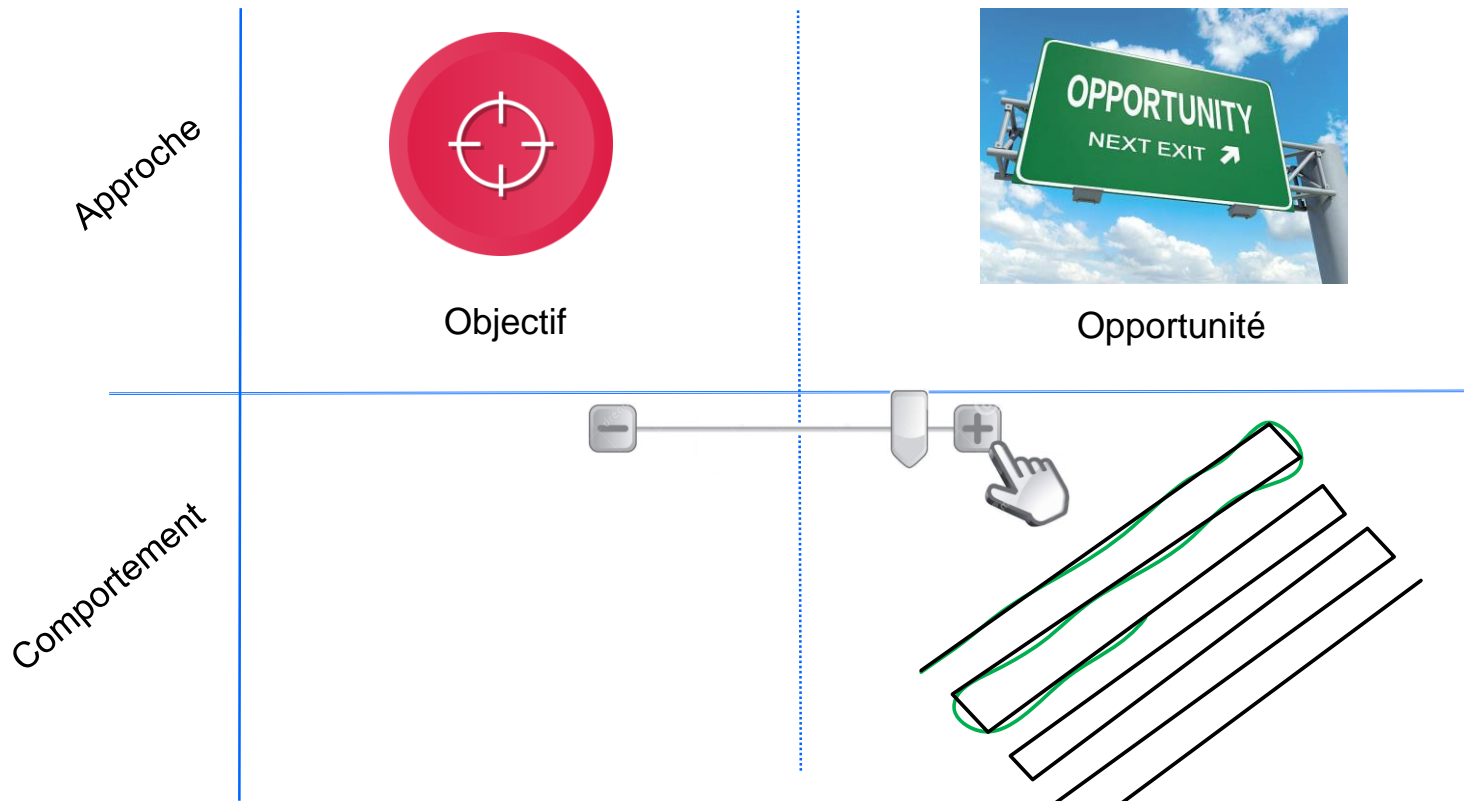 Approche
OPPORTUNITY
NEXT EXIT
Objectif
Opportunité
Comportement